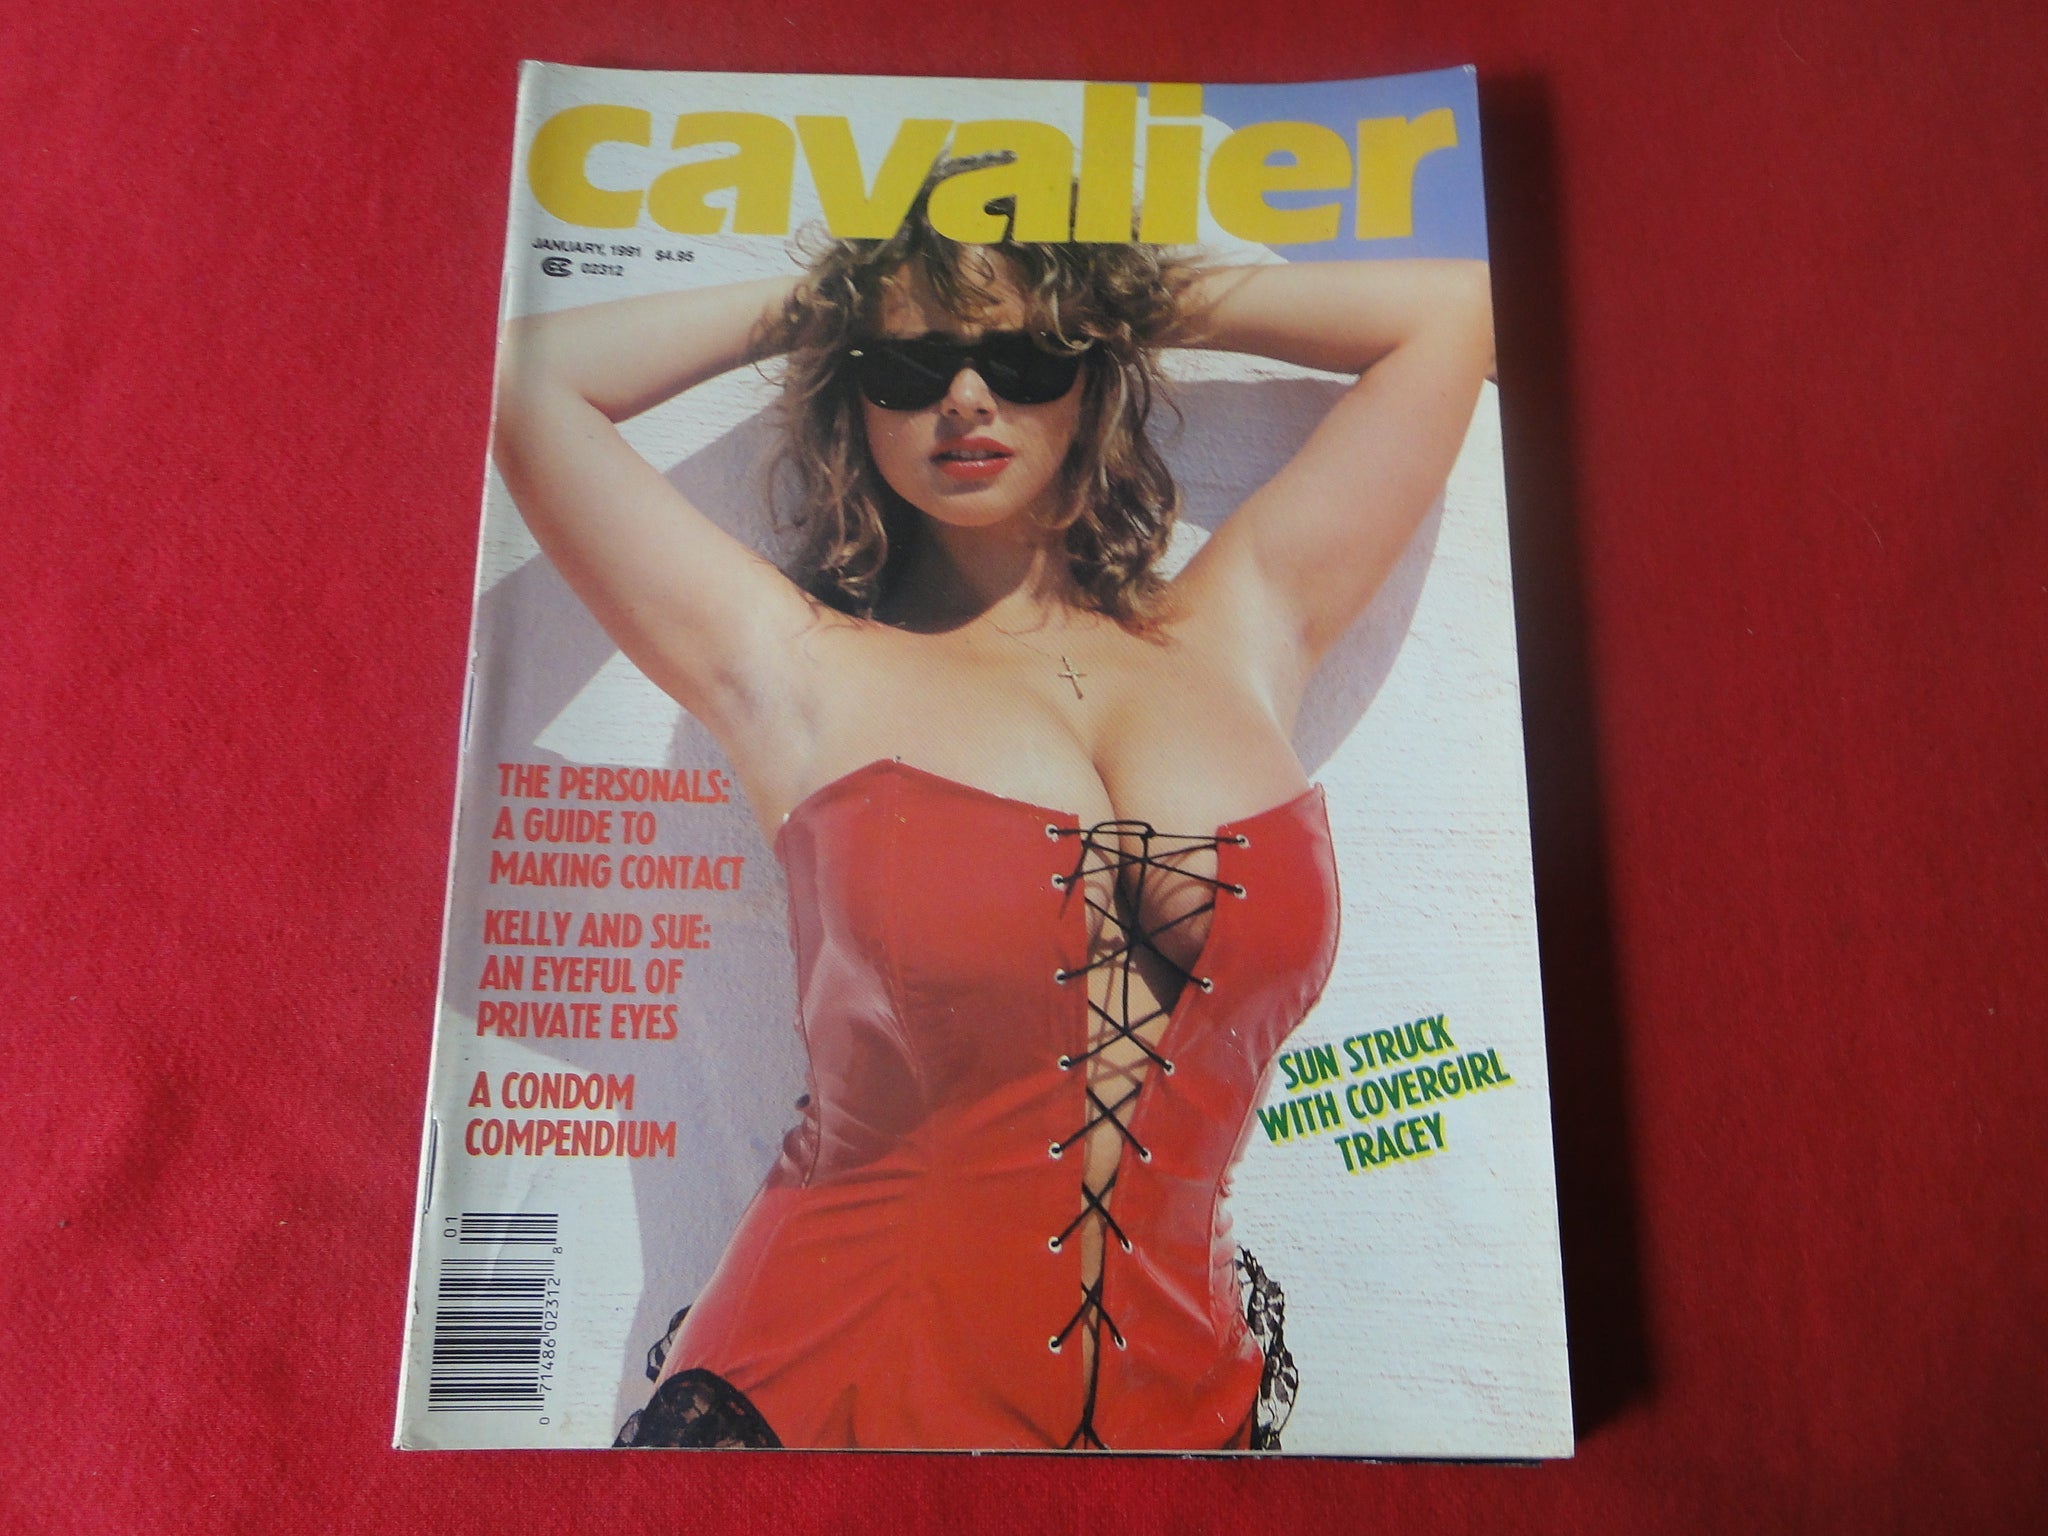 cavalier
JANUARY, 1991 $4.95
02312
THE PERSONALS:
A GUIDE TO
MAKING CONTACT
KELLY AND SUE:
AN EYEFUL OF
PRIVATE EYES
A CONDOM
COMPENDIUM
SUN STRUCK
WITH COVERGIRL
TRACEY
01
0 71486 02312 8